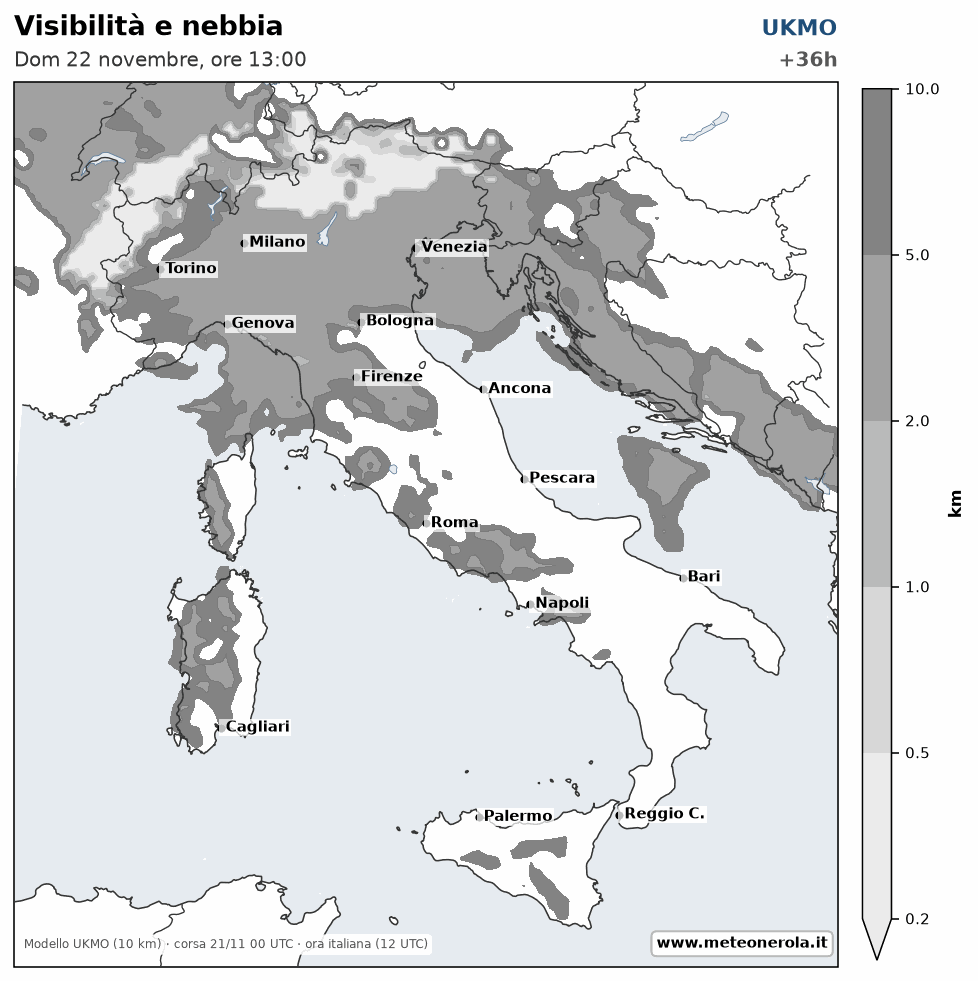 Visibilità e nebbia
UKMO
Dom 22 novembre, ore 13:00
+36h
10.0
5.0
2.0
1.0
0.5
0.2
km
Milano
Venezia
Torino
Genova
Bologna
Firenze
Ancona
Pescara
Roma
Bari
Napoli
Cagliari
Palermo
Reggio C.
Modello UKMO (10 km) · corsa 21/11 00 UTC · ora italiana (12 UTC)
www.meteonerola.it